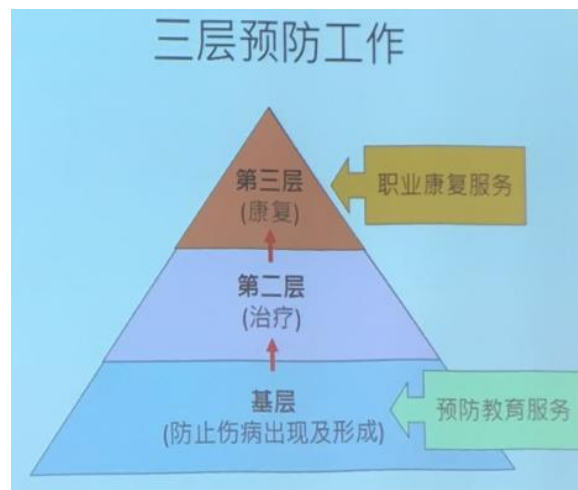 三层预防工作
第三层
(康复)
职业康复服务
第二层
(治疗)
基层
(防止伤病出现及形成)
预防教育服务